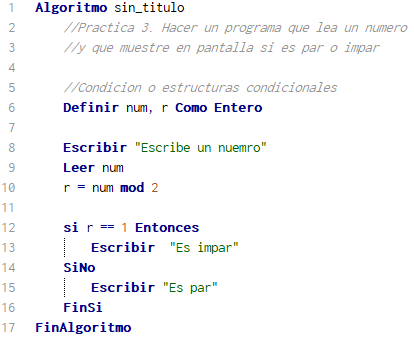 1 Algoritmo sin_titulo
2 //Practica 3. Hacer un programa que lea un numero
3 //y que muestre en pantalla si es par o impar
4
5 //Condicion o estructuras condicionales
6 Definir num, r Como Entero
7
8 Escribir "Escribe un nuemro"
9 Leer num
10 r = num mod 2
11
12 si r == 1 Entonces
13 Escribir "Es impar"
14 SiNo
15 Escribir "Es par"
16 FinSi
17 FinAlgoritmo